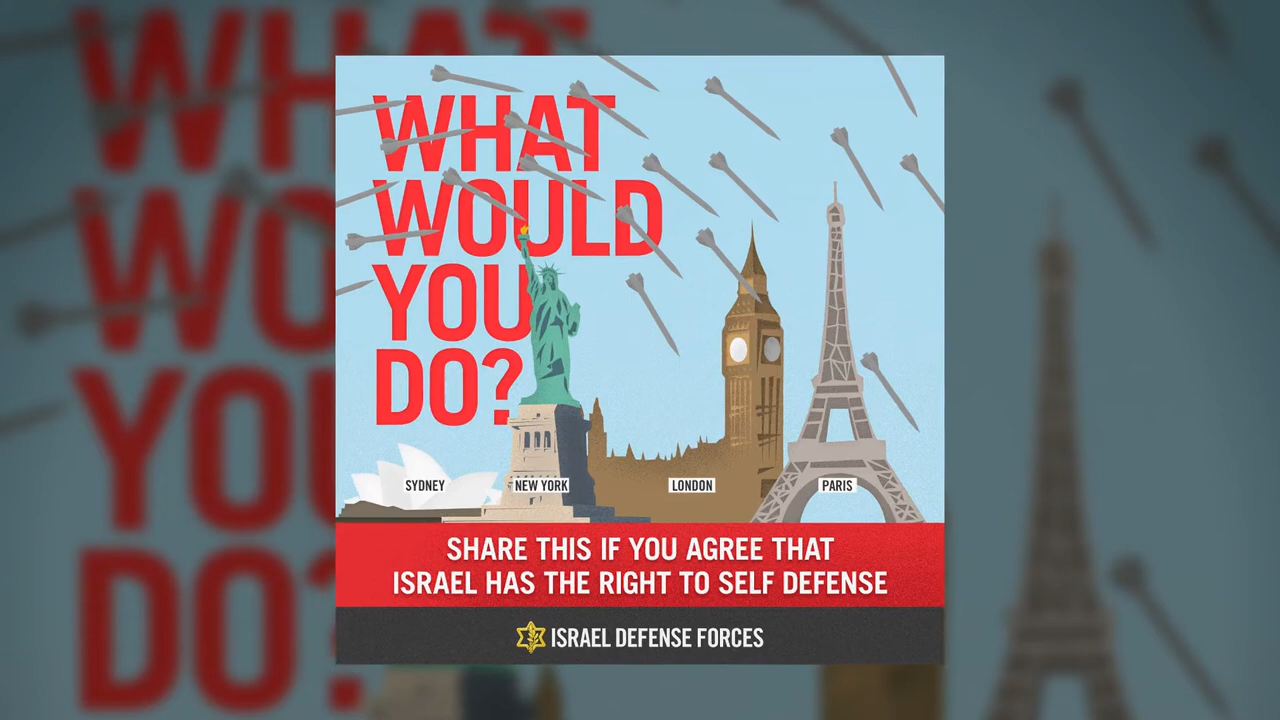 WHAT
WOULD
YOU
DO?
SYDNEY
NEW YORK
LONDON
PARIS
SHARE THIS IF YOU AGREE THAT
ISRAEL HAS THE RIGHT TO SELF DEFENSE
ISRAEL DEFENSE FORCES